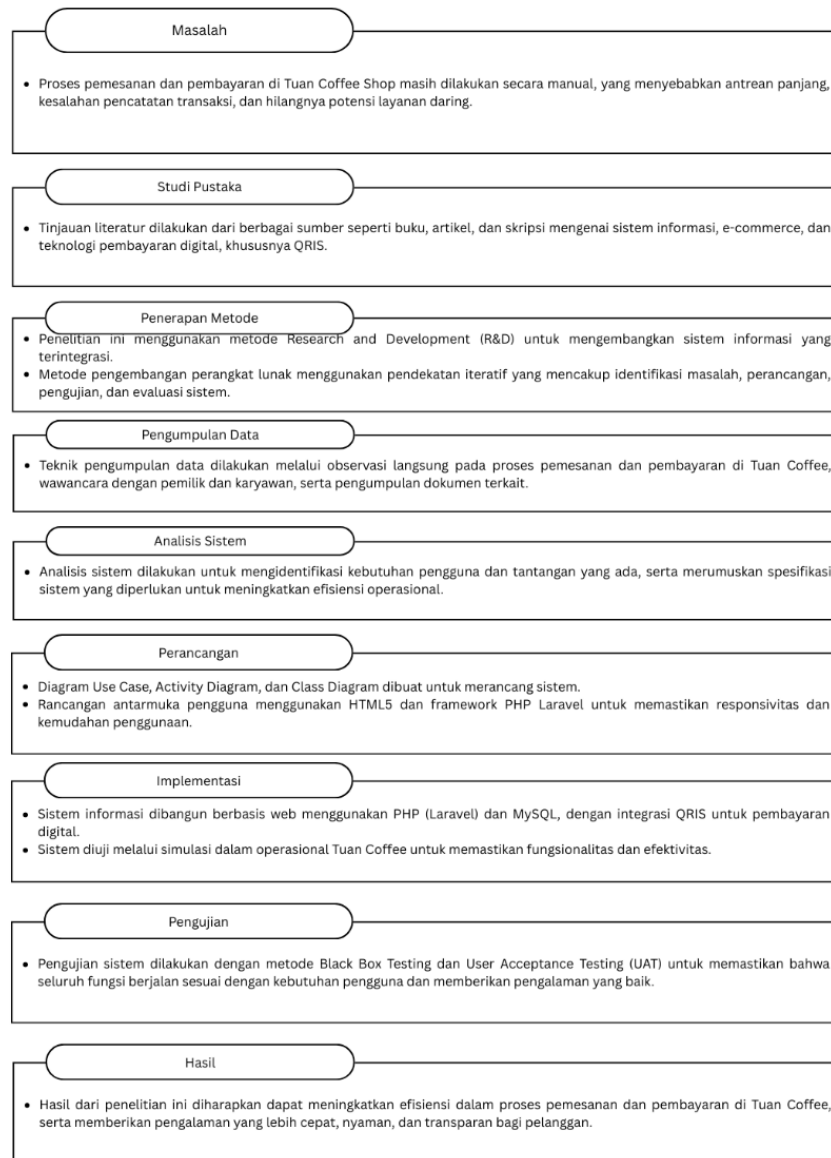 Masalah
• Proses pemesanan dan pembayaran di Tuan Coffee Shop masih dilakukan secara manual, yang menyebabkan antrean panjang,
kesalahan pencatatan transaksi, dan hilangnya potensi layanan daring.
Studi Pustaka
• Tinjauan literatur dilakukan dari berbagai sumber seperti buku, artikel, dan skripsi mengenai sistem informasi, e-commerce, dan
teknologi pembayaran digital, khususnya QRIS.
Penerapan Metode
• Penelitian ini menggunakan metode Research and Development (R&D) untuk mengembangkan sistem informasi yang
terintegrasi.
• Metode pengembangan perangkat lunak menggunakan pendekatan iteratif yang mencakup identifikasi masalah, perancangan,
pengujian, dan evaluasi sistem.
Pengumpulan Data
• Teknik pengumpulan data dilakukan melalui observasi langsung pada proses pemesanan dan pembayaran di Tuan Coffee,
wawancara dengan pemilik dan karyawan, serta pengumpulan dokumen terkait.
Analisis Sistem
• Analisis sistem dilakukan untuk mengidentifikasi kebutuhan pengguna dan tantangan yang ada, serta merumuskan spesifikasi
sistem yang diperlukan untuk meningkatkan efisiensi operasional.
Perancangan
• Diagram Use Case, Activity Diagram, dan Class Diagram dibuat untuk merancang sistem.
• Rancangan antarmuka pengguna menggunakan HTML5 dan framework PHP Laravel untuk memastikan responsivitas dan
kemudahan penggunaan.
Implementasi
• Sistem informasi dibangun berbasis web menggunakan PHP (Laravel) dan MySQL, dengan integrasi QRIS untuk pembayaran
digital.
• Sistem diuji melalui simulasi dalam operasional Tuan Coffee untuk memastikan fungsionalitas dan efektivitas.
Pengujian
• Pengujian sistem dilakukan dengan metode Black Box Testing dan User Acceptance Testing (UAT) untuk memastikan bahwa
seluruh fungsi berjalan sesuai dengan kebutuhan pengguna dan memberikan pengalaman yang baik.
Hasil
• Hasil dari penelitian ini diharapkan dapat meningkatkan efisiensi dalam proses pemesanan dan pembayaran di Tuan Coffee,
serta memberikan pengalaman yang lebih cepat, nyaman, dan transparan bagi pelanggan.